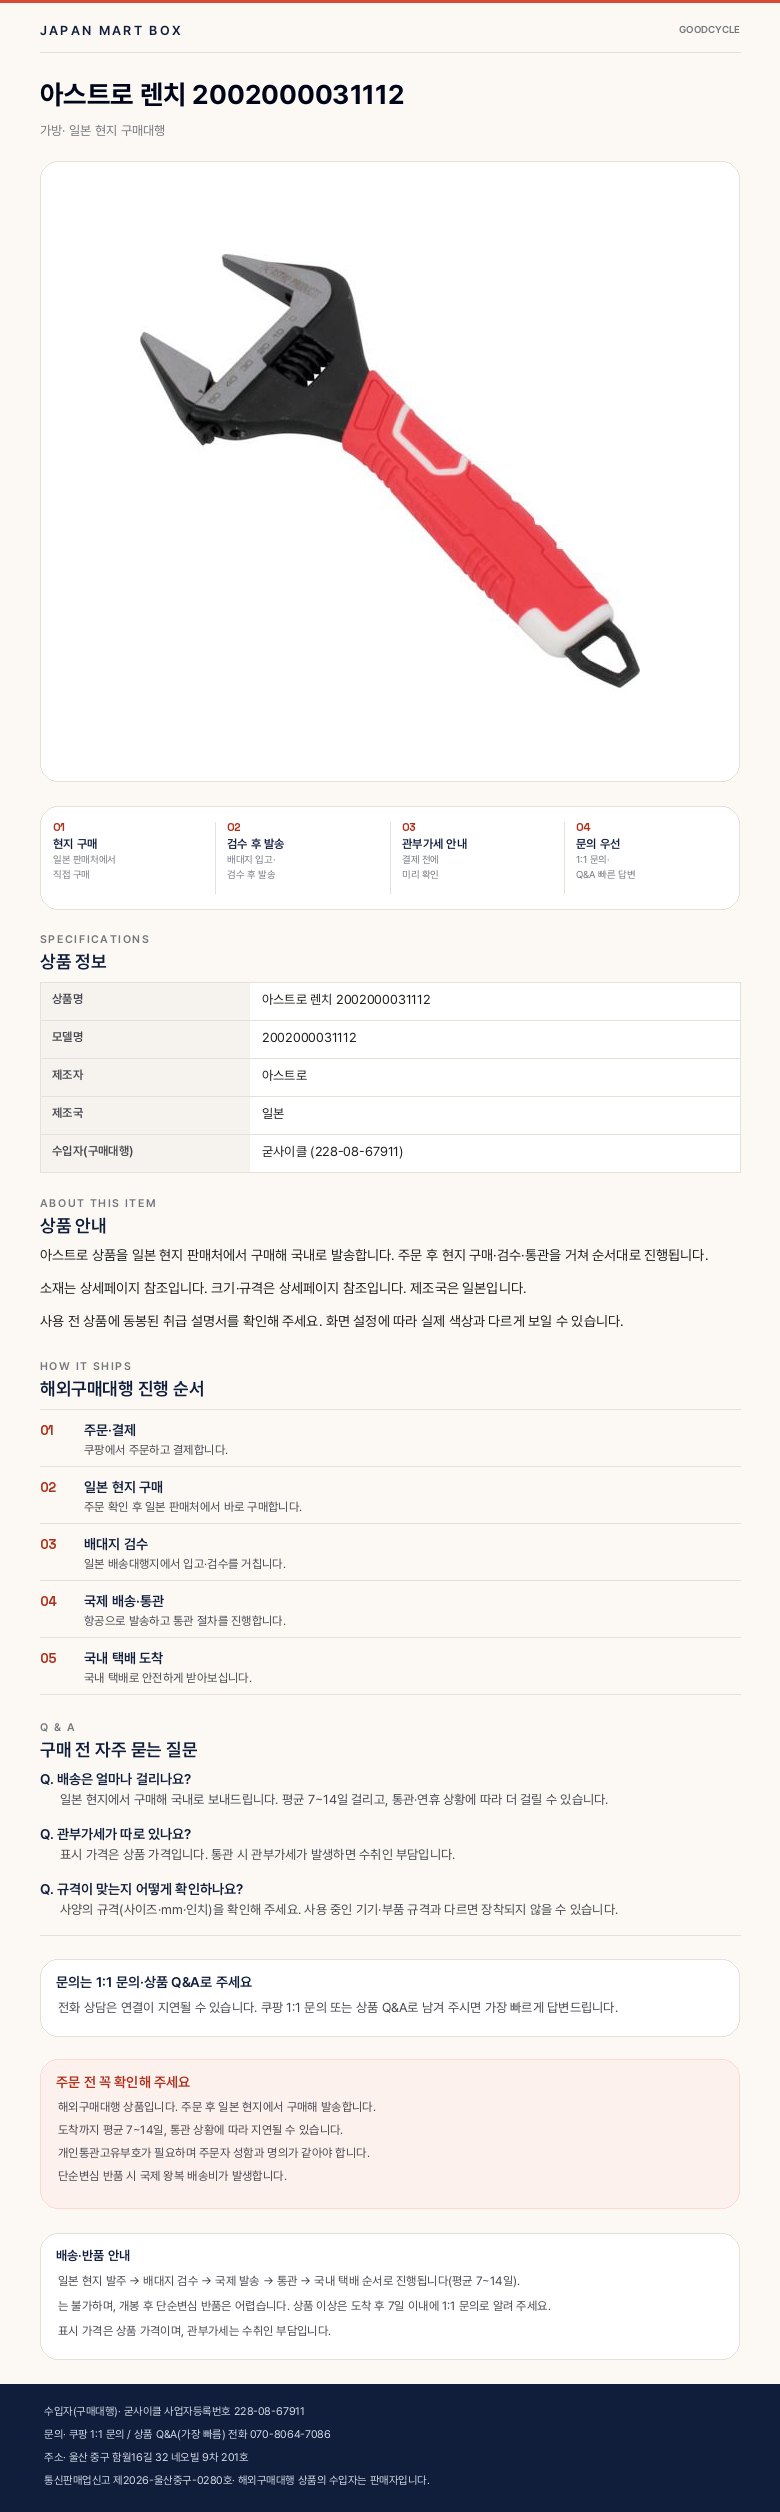 JAPAN MART BOX
GOODCYCLE
아스트로 렌치 2002000031112
가방· 일본 현지 구매대행
50 40 30 20 10 0
01
현지 구매
일본 판매처에서
직접 구매
02
검수 후 발송
배대지 입고·
검수 후 발송
03
관부가세 안내
결제 전에
미리 확인
04
문의 우선
1:1 문의·
Q&A 빠른 답변
SPECIFICATIONS
상품 정보
상품명 아스트로 렌치 2002000031112
모델명 2002000031112
제조자 아스트로
제조국 일본
수입자(구매대행) 굳사이클 (228-08-67911)
ABOUT THIS ITEM
상품 안내
아스트로 상품을 일본 현지 판매처에서 구매해 국내로 발송합니다. 주문 후 현지 구매·검수·통관을 거쳐 순서대로 진행됩니다.
소재는 상세페이지 참조입니다. 크기·규격은 상세페이지 참조입니다. 제조국은 일본입니다.
사용 전 상품에 동봉된 취급 설명서를 확인해 주세요. 화면 설정에 따라 실제 색상과 다르게 보일 수 있습니다.
HOW IT SHIPS
해외구매대행 진행 순서
01 주문·결제
쿠팡에서 주문하고 결제합니다.
02 일본 현지 구매
주문 확인 후 일본 판매처에서 바로 구매합니다.
03 배대지 검수
일본 배송대행지에서 입고·검수를 거칩니다.
04 국제 배송·통관
항공으로 발송하고 통관 절차를 진행합니다.
05 국내 택배 도착
국내 택배로 안전하게 받아보십니다.
Q & A
구매 전 자주 묻는 질문
Q. 배송은 얼마나 걸리나요?
일본 현지에서 구매해 국내로 보내드립니다. 평균 7~14일 걸리고, 통관·연휴 상황에 따라 더 걸릴 수 있습니다.
Q. 관부가세가 따로 있나요?
표시 가격은 상품 가격입니다. 통관 시 관부가세가 발생하면 수취인 부담입니다.
Q. 규격이 맞는지 어떻게 확인하나요?
사양의 규격(사이즈·mm·인치)을 확인해 주세요. 사용 중인 기기·부품 규격과 다르면 장착되지 않을 수 있습니다.
문의는 1:1 문의·상품 Q&A로 주세요
전화 상담은 연결이 지연될 수 있습니다. 쿠팡 1:1 문의 또는 상품 Q&A로 남겨 주시면 가장 빠르게 답변드립니다.
주문 전 꼭 확인해 주세요
해외구매대행 상품입니다. 주문 후 일본 현지에서 구매해 발송합니다.
도착까지 평균 7~14일, 통관 상황에 따라 지연될 수 있습니다.
개인통관고유부호가 필요하며 주문자 성함과 명의가 같아야 합니다.
단순변심 반품 시 국제 왕복 배송비가 발생합니다.
배송·반품 안내
일본 현지 발주 → 배대지 검수 → 국제 발송 → 통관 → 국내 택배 순서로 진행됩니다(평균 7~14일).
는 불가하며, 개봉 후 단순변심 반품은 어렵습니다. 상품 이상은 도착 후 7일 이내에 1:1 문의로 알려 주세요.
표시 가격은 상품 가격이며, 관부가세는 수취인 부담입니다.
수입자(구매대행)· 굳사이클 사업자등록번호 228-08-67911
문의· 쿠팡 1:1 문의 / 상품 Q&A(가장 빠름) 전화 070-8064-7086
주소· 울산 중구 함월16길 32 네오빌 9차 201호
통신판매업신고 제2026-울산중구-0280호· 해외구매대행 상품의 수입자는 판매자입니다.